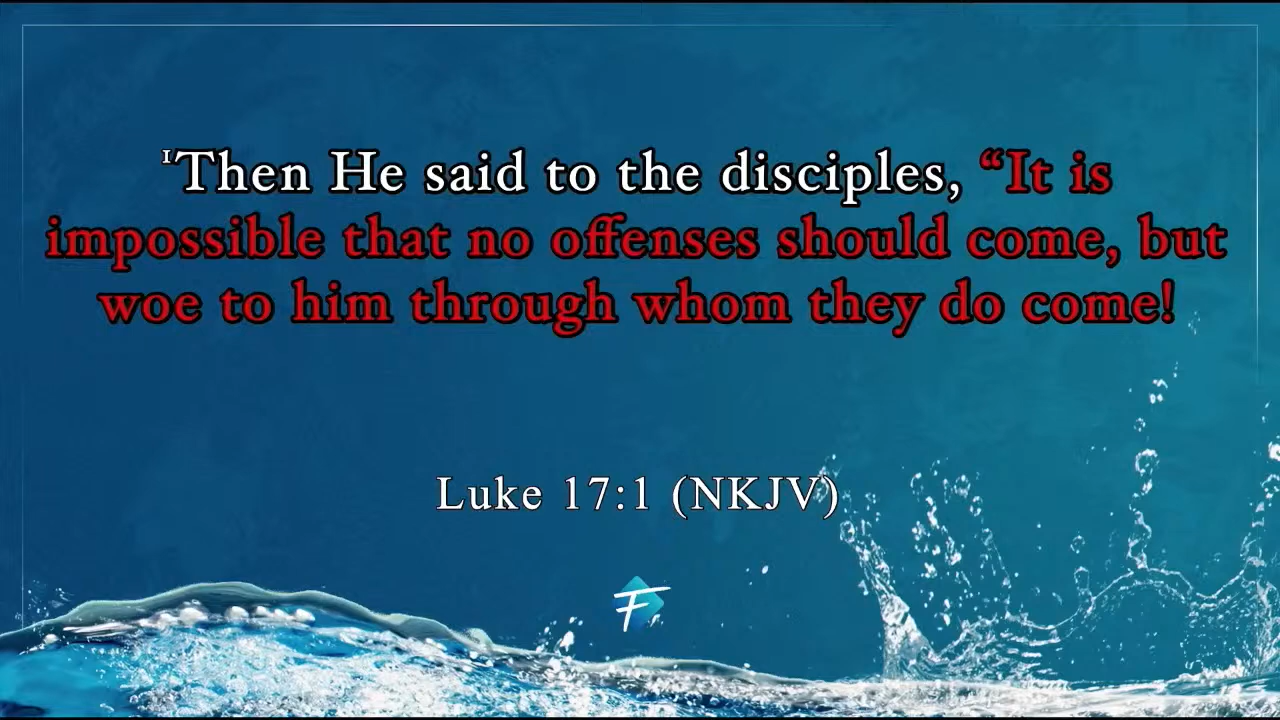 ¹Then He said to the disciples, “It is
impossible that no offenses should come, but
woe to him through whom they do come!
Luke 17:1 (NKJV)
F